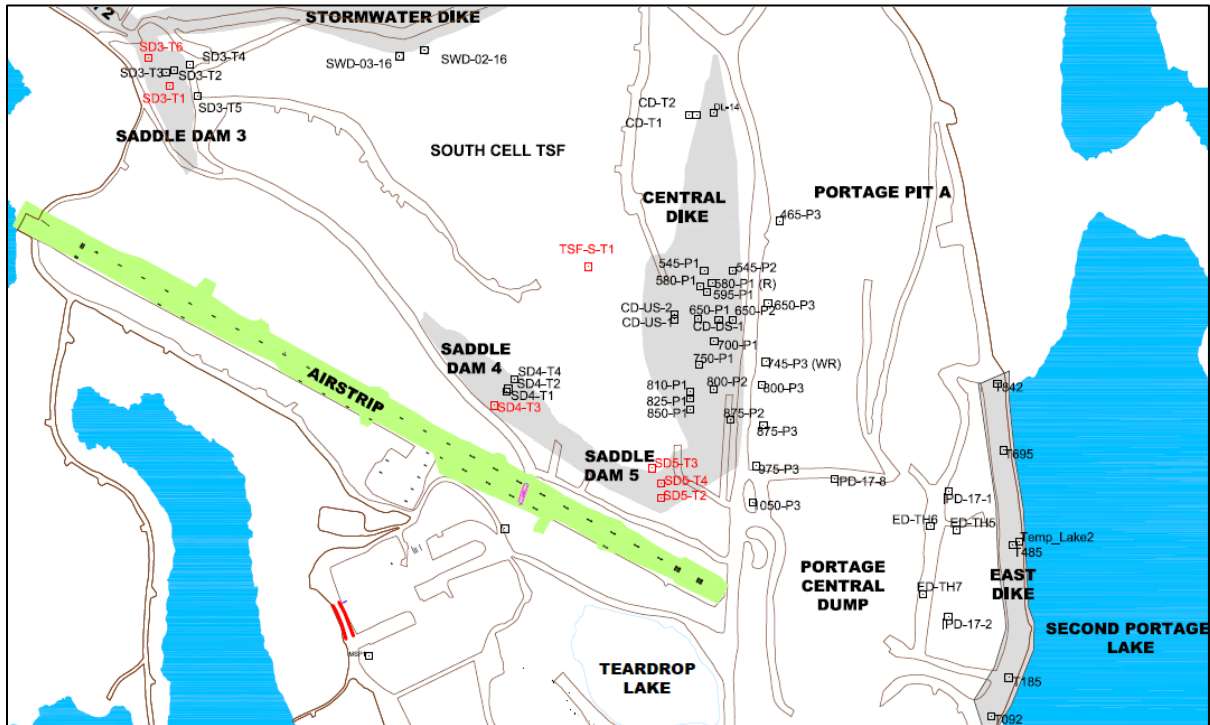 STORMWATER DIKE
SD3-T6
SD3-T4
SD3-T3
SD3-T2
SD3-T1
SD3-T5
SWD-03-16
SWD-02-16
SADDLE DAM 3
SOUTH CELL TSF
CD-T2
DL-14
CD-T1
CENTRAL
DIKE
PORTAGE PIT A
465-P3
TSF-S-T1
545-P1
545-P2
580-P1
580-P1 (R)
595-P1
650-P3
CD-US-2
CD-US-1
650-P1
650-P2
CD-DS-1
700-P1
750-P1
745-P3 (WR)
SADDLE
DAM 4
SD4-T4
SD4-T2
SD4-T1
SD4-T3
AIRSTRIP
810-P1
800-P2
800-P3
825-P1
850-P1
875-P2
875-P3
T842
T695
SADDLE
DAM 5
SD5-T3
SD5-T4
SD5-T2
975-P3
1050-P3
IPD-17-8
IPD-17-1
ED-TH6
ED-TH5
Temp_Lake2
T485
EAST
DIKE
PORTAGE
CENTRAL
DUMP
ED-TH7
IPD-17-2
SECOND PORTAGE
LAKE
TEARDROP
LAKE
T185
T092